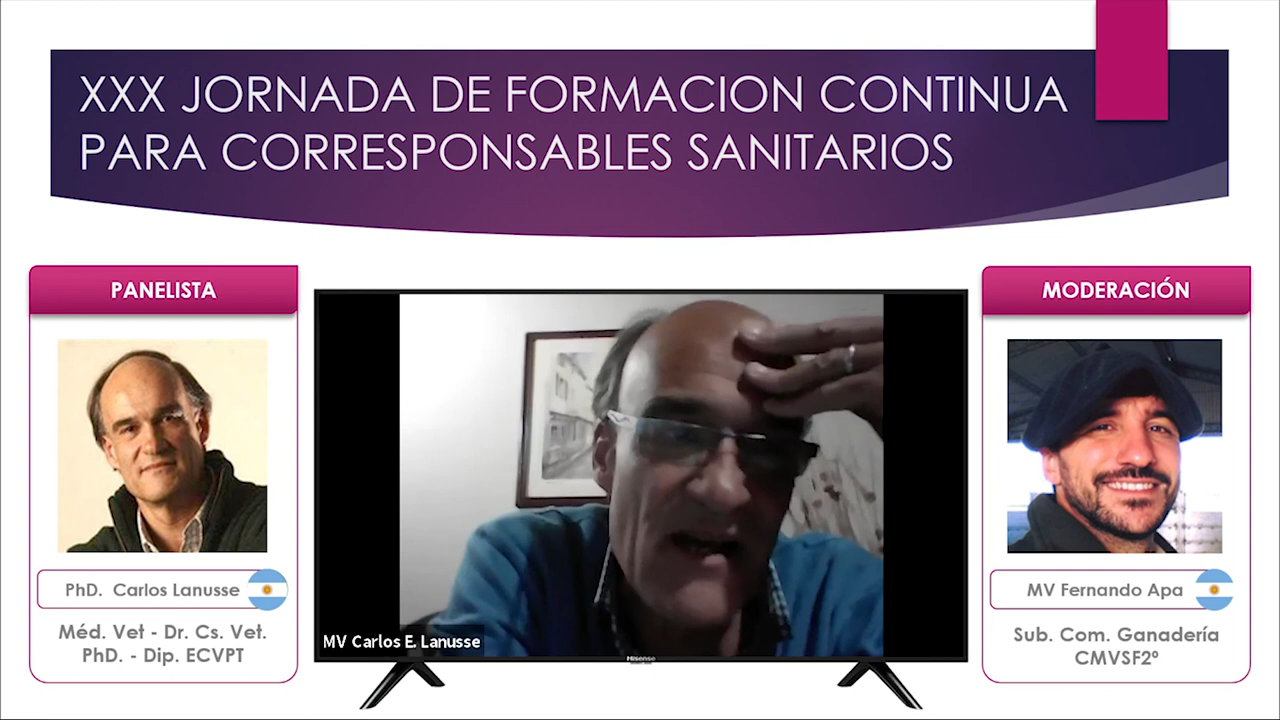 XXX JORNADA DE FORMACION CONTINUA
PARA CORRESPONSABLES SANITARIOS
PANELISTA
PhD. Carlos Lanusse
Méd. Vet - Dr. Cs. Vet.
PhD. - Dip. ECVPT
MV Carlos E. Lanusse
Hisense
MODERACIÓN
MV Fernando Apa
Sub. Com. Ganadería
CMVSF2º